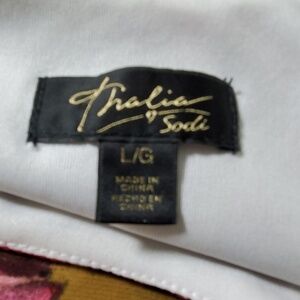 Thalia
Sodi
L/G
MADE IN
CHINA
HECHO EN
CHINA